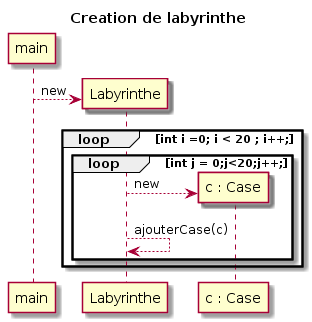 Creation de labyrinthe
main
new
Labyrinthe
loop [int i =0; i < 20 ; i++;]
loop [int j = 0;j<20;j++;]
new
c : Case
ajouterCase(c)
main Labyrinthe c : Case